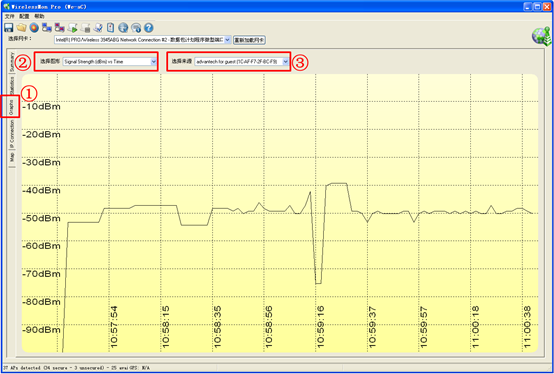 WirelessMon Pro (We-mC)
文件 配置 帮助
选择网卡: Intel(R) PRO/Wireless 3945ABG Network Connection #2 - 数据包计划程序微型端口 重新加载网卡
② 选择图形 Signal Strength (dBm) vs Time 选择来源 advantech for guest (1C-AF-F7-2F-BC-F9) ③
①
Summary
Statistics
Graphs
IP Connection
Map
-10dBm
-20dBm
-30dBm
-40dBm
-50dBm
-60dBm
-70dBm
-80dBm
-90dBm
10:57:54
10:58:15
10:58:35
10:58:56
10:59:16
10:59:37
10:59:57
11:00:18
11:00:38
37 APs detected (34 secure - 3 unsecured) - 25 avai GPS: N/A